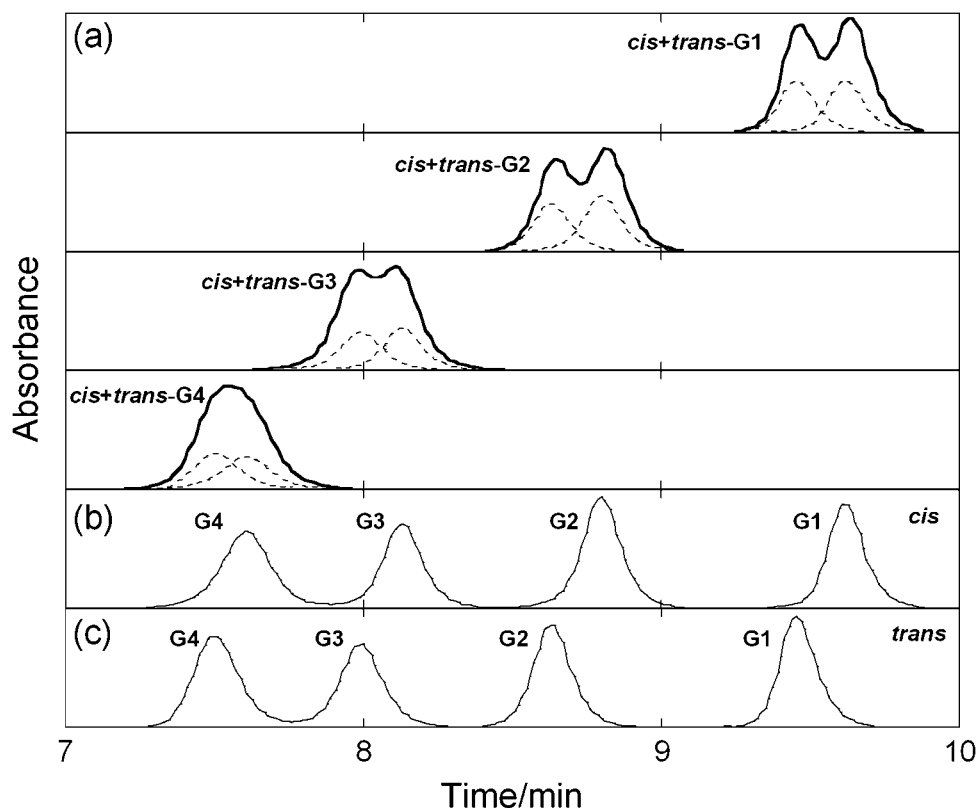 (a)
cis+trans-G1
cis+trans-G2
cis+trans-G3
cis+trans-G4
Absorbance
(b)
G4 G3 G2 G1 cis
(c)
G4 G3 G2 G1 trans
7 8 9 10
Time/min